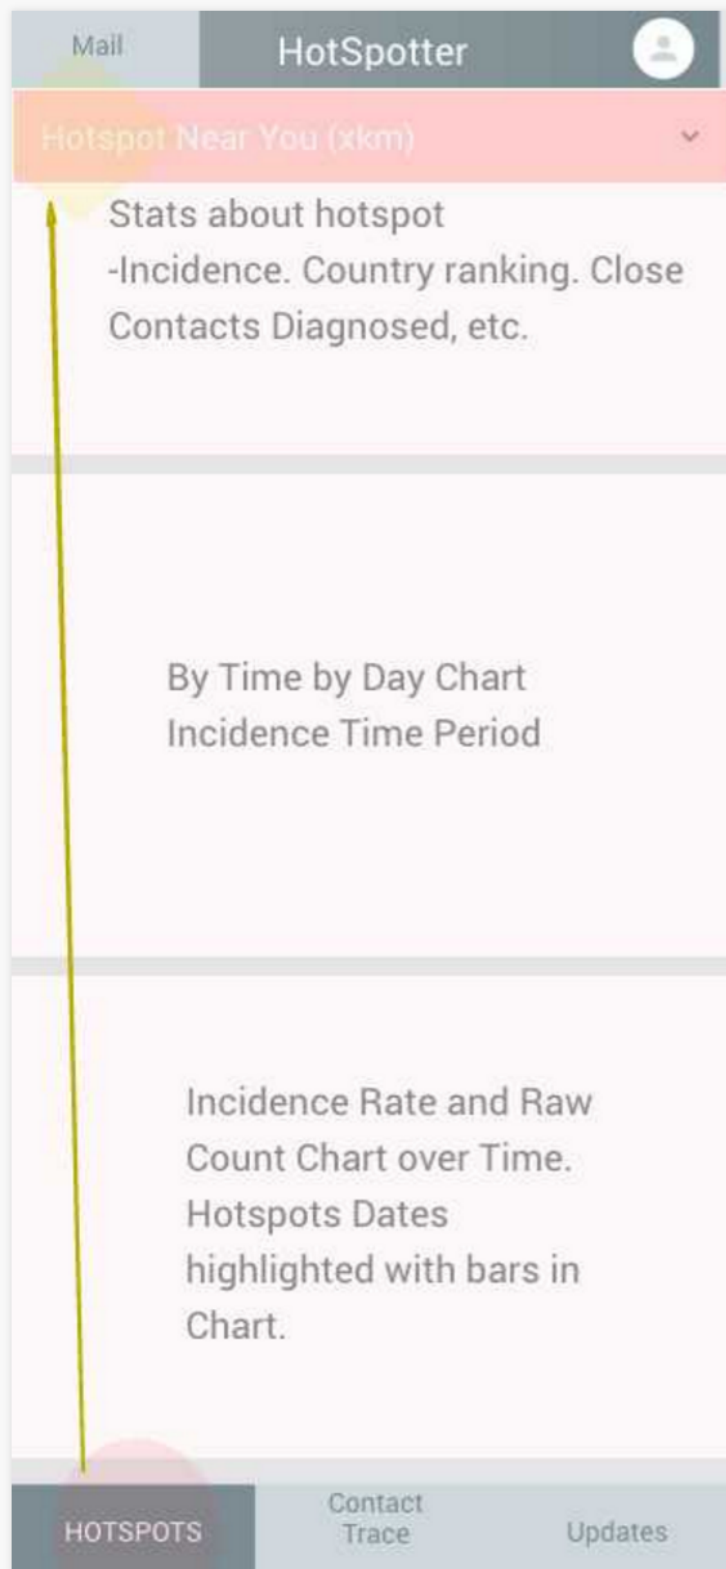 Mail
HotSpotter
Hotspot Near You (xkm)
Stats about hotspot
-Incidence. Country ranking. Close
Contacts Diagnosed, etc.
By Time by Day Chart
Incidence Time Period
Incidence Rate and Raw
Count Chart over Time.
Hotspots Dates
highlighted with bars in
Chart.
HOTSPOTS
Contact
Trace
Updates